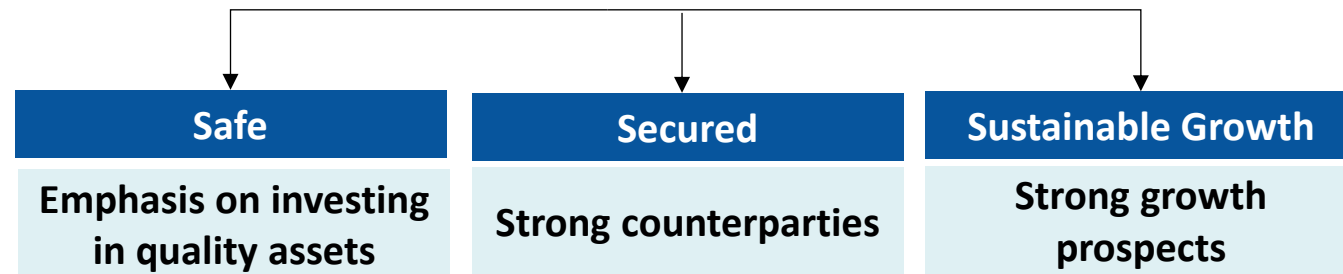 Safe
Emphasis on investing
in quality assets
Secured
Strong counterparties
Sustainable Growth
Strong growth
prospects